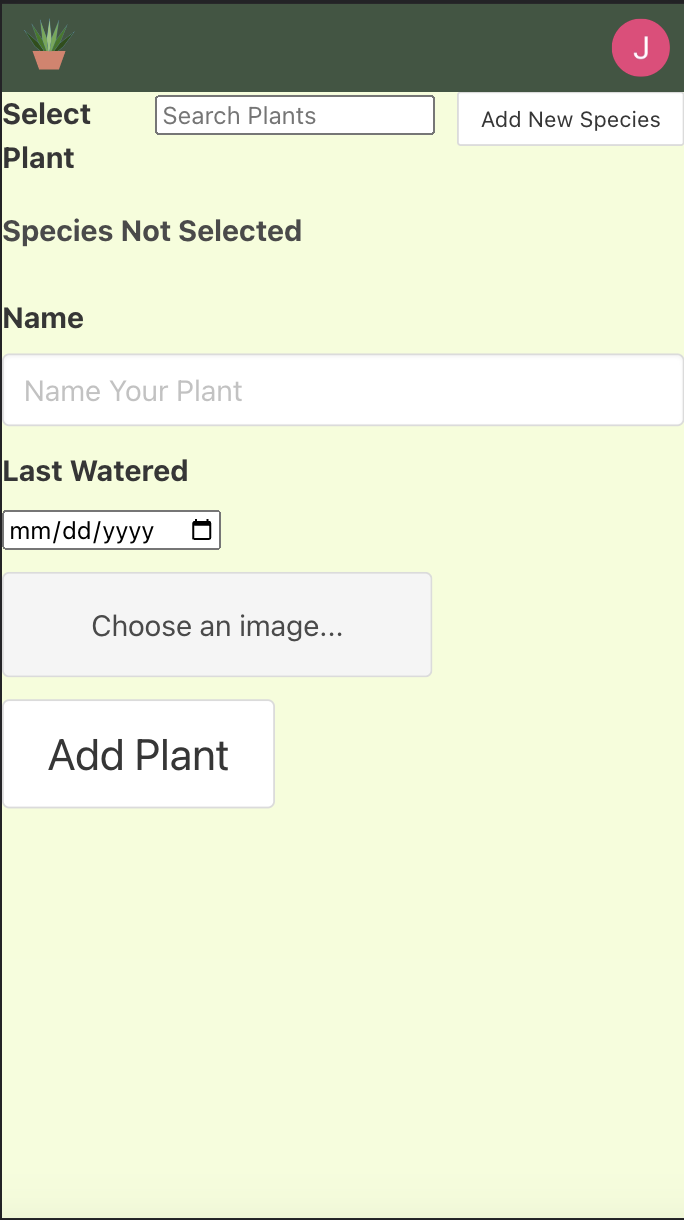 J
Select Search Plants Add New Species
Plant
Species Not Selected
Name
Name Your Plant
Last Watered
mm/dd/yyyy
Choose an image...
Add Plant